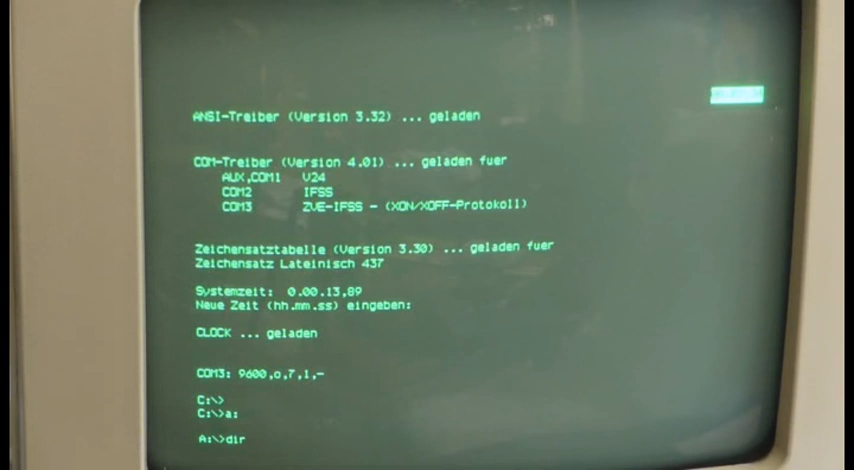 ANSI-Treiber (Version 3.32) ... geladen
COM-Treiber (Version 4.01) ... geladen fuer
AUX,COM1 V24
COM2 IFSS
COM3 ZVE-IFSS - (XON/XOFF-Protokoll)
Zeichensatztabelle (Version 3.30) ... geladen fuer
Zeichensatz Lateinisch 437
Systemzeit: 0.00.13,89
Neue Zeit (hh.mm.ss) eingeben:
CLOCK ... geladen
COM3: 9600,o,7,1,-
C:\>
C:\>a:
A:\>dir